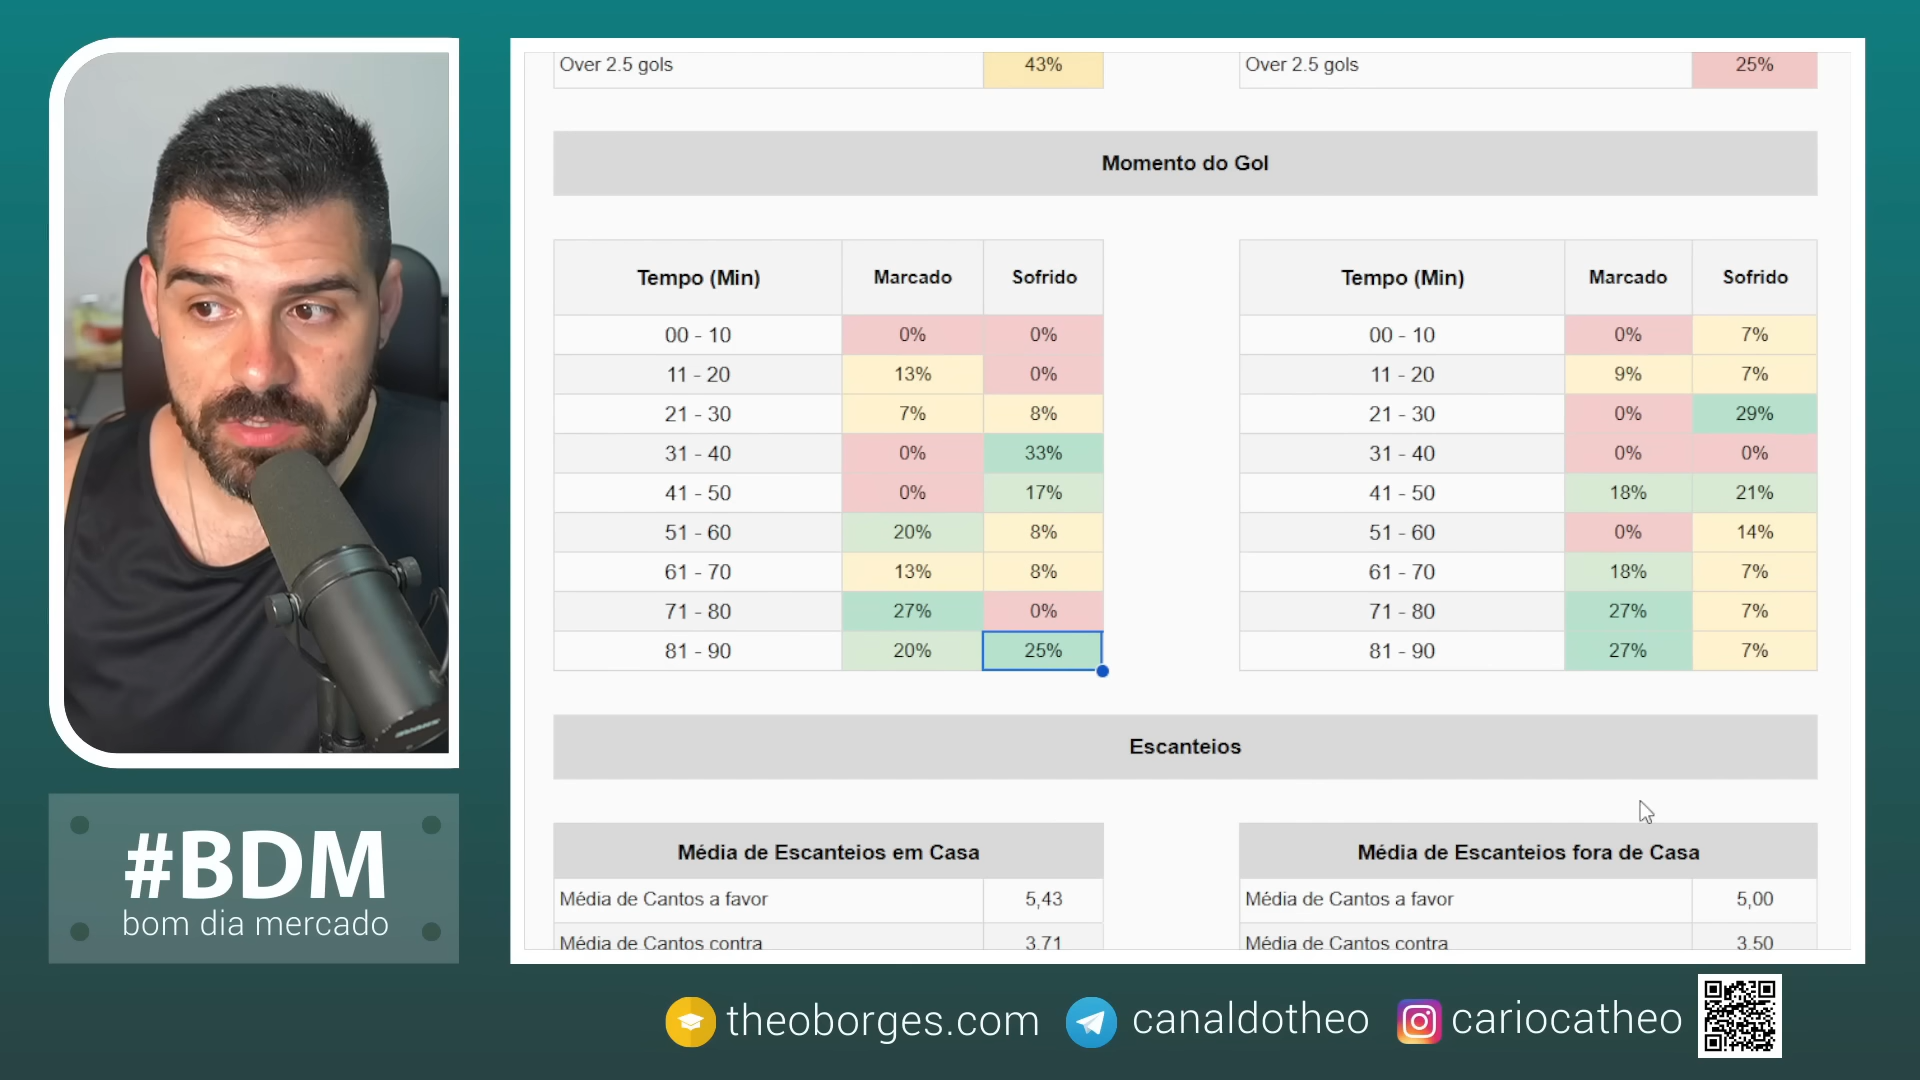 Over 2.5 gols 43%
Over 2.5 gols 25%
Momento do Gol
Tempo (Min) Marcado Sofrido
00 - 10 0% 0%
11 - 20 13% 0%
21 - 30 7% 8%
31 - 40 0% 33%
41 - 50 0% 17%
51 - 60 20% 8%
61 - 70 13% 8%
71 - 80 27% 0%
81 - 90 20% 25%
Tempo (Min) Marcado Sofrido
00 - 10 0% 7%
11 - 20 9% 7%
21 - 30 0% 29%
31 - 40 0% 0%
41 - 50 18% 21%
51 - 60 0% 14%
61 - 70 18% 7%
71 - 80 27% 7%
81 - 90 27% 7%
Escanteios
Média de Escanteios em Casa
Média de Cantos a favor 5,43
Média de Cantos contra 3,71
Média de Escanteios fora de Casa
Média de Cantos a favor 5,00
Média de Cantos contra 3,50
#BDM
bom dia mercado
theoborges.com canaldotheo cariocatheo